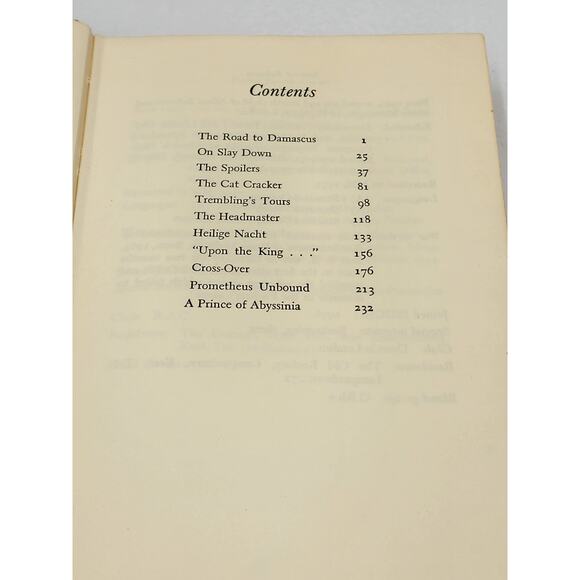 Contents
The Road to Damascus 1
On Slay Down 25
The Spoilers 37
The Cat Cracker 81
Trembling's Tours 98
The Headmaster 118
Heilige Nacht 133
"Upon the King . . ." 156
Cross-Over 176
Prometheus Unbound 213
A Prince of Abyssinia 232